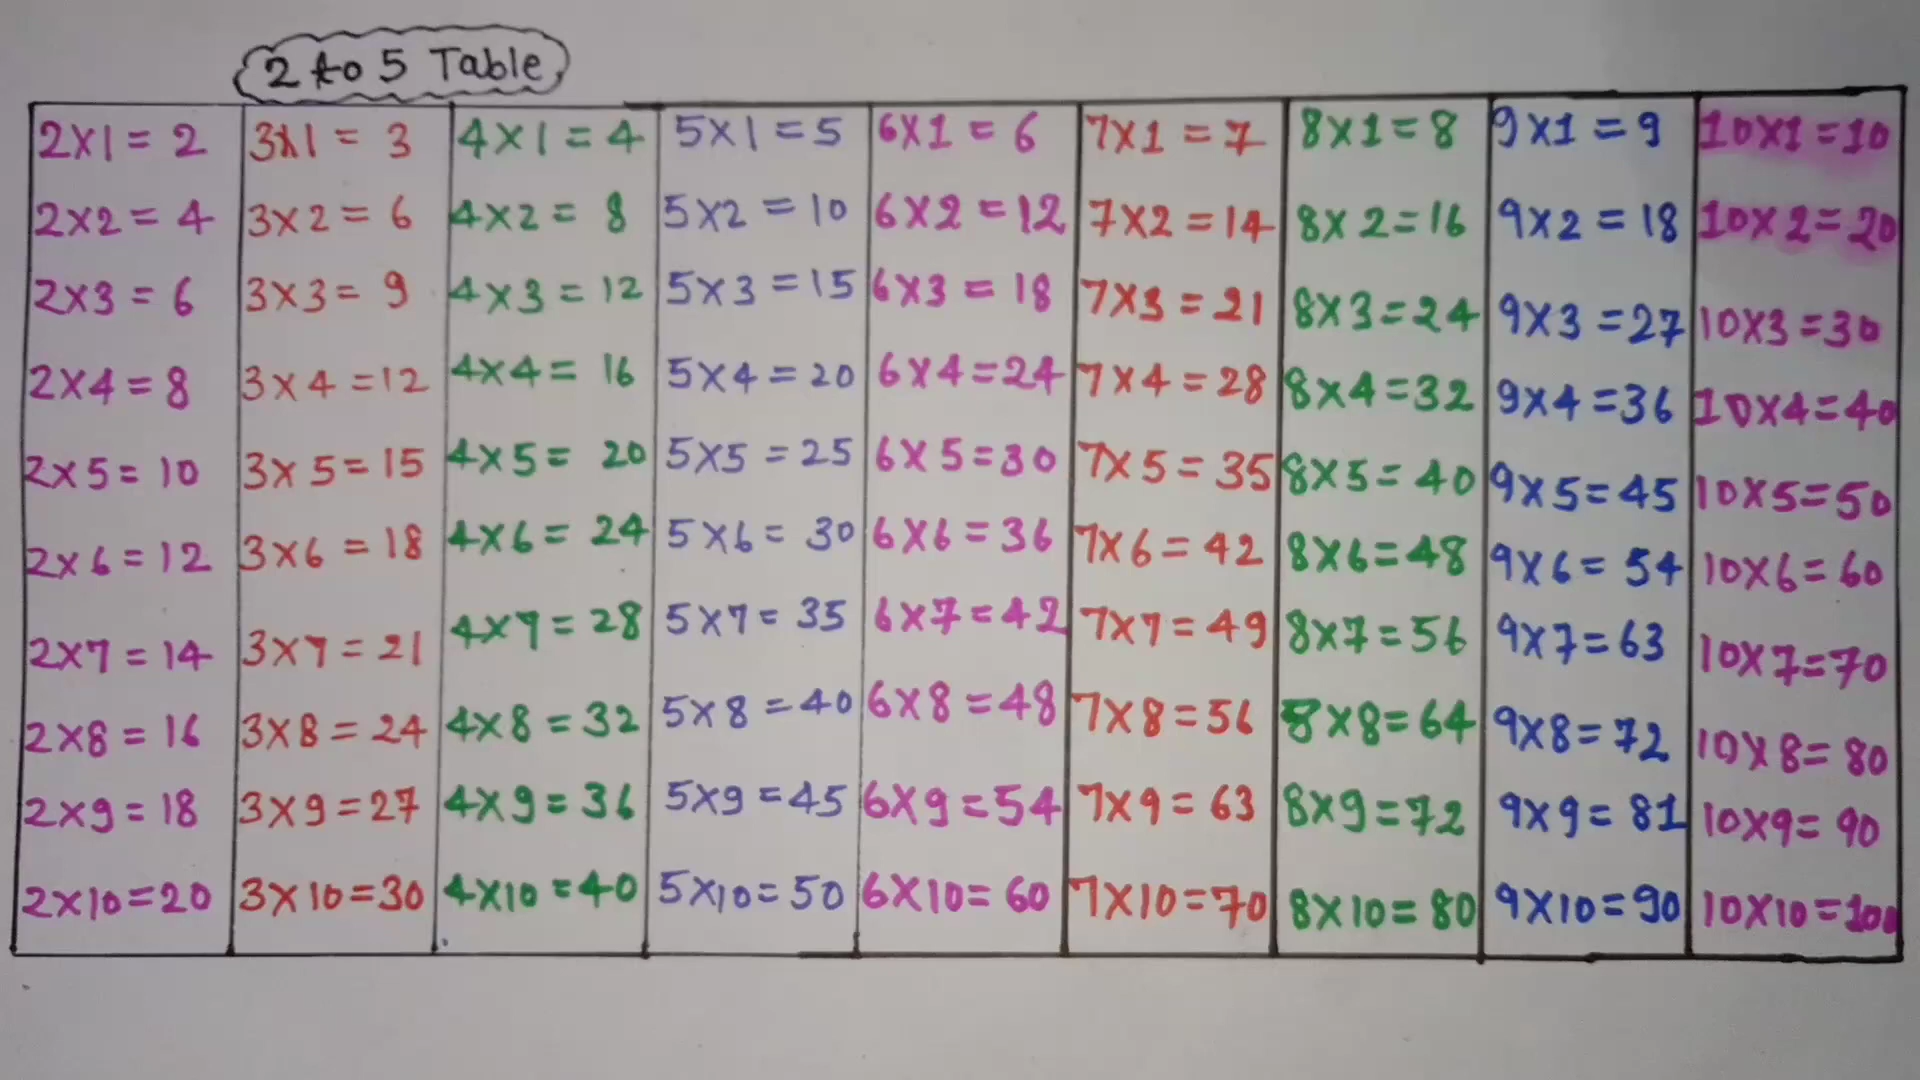 2 to 5 Table
2x1= 2 3x1= 3 4x1=4 5x1=5 6x1= 6 7x1=7 8x1=8 9x1=9 10x1=10
2x2=4 3x2=6 4x2= 8 5x2=10 6x2=12 7x2=14 8x2=16 9x2=18 10x2=20
2x3=6 3x3=9 4x3=12 5x3=15 6x3=18 7x3=21 8x3=24 9x3=27 10x3=30
2x4=8 3x4=12 4x4= 16 5x4=20 6x4=24 7x4=28 8x4=32 9x4=36 10x4=40
2x5=10 3x5=15 4x5= 20 5x5=25 6x5=30 7x5=35 8x5=40 9x5=45 10x5=50
2x6=12 3x6=18 4x6= 24 5x6= 30 6x6=36 7x6=42 8x6=48 9x6= 54 10x6=60
2x7=14 3x7=21 4x7=28 5x7= 35 6x7=42 7x7=49 8x7=56 9x7=63 10x7=70
2x8=16 3x8=24 4x8=32 5x8=40 6x8=48 7x8=56 8x8=64 9x8=72 10x8=80
2x9=18 3x9=27 4x9=36 5x9=45 6x9=54 7x9=63 8x9=72 9x9=81 10x9=90
2x10=20 3x10=30 4x10=40 5x10=50 6x10=60 7x10=70 8x10=80 9x10=90 10x10=100